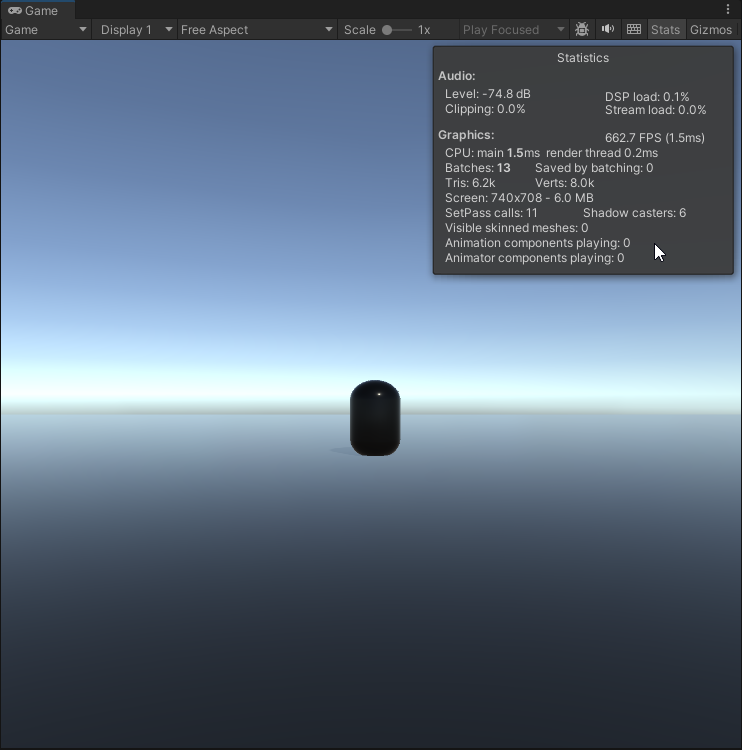 Game
Game Display 1 Free Aspect Scale 1x Play Focused Stats Gizmos
Statistics
Audio:
Level: -74.8 dB DSP load: 0.1%
Clipping: 0.0% Stream load: 0.0%
Graphics: 662.7 FPS (1.5ms)
CPU: main 1.5ms render thread 0.2ms
Batches: 13 Saved by batching: 0
Tris: 6.2k Verts: 8.0k
Screen: 740x708 - 6.0 MB
SetPass calls: 11 Shadow casters: 6
Visible skinned meshes: 0
Animation components playing: 0
Animator components playing: 0